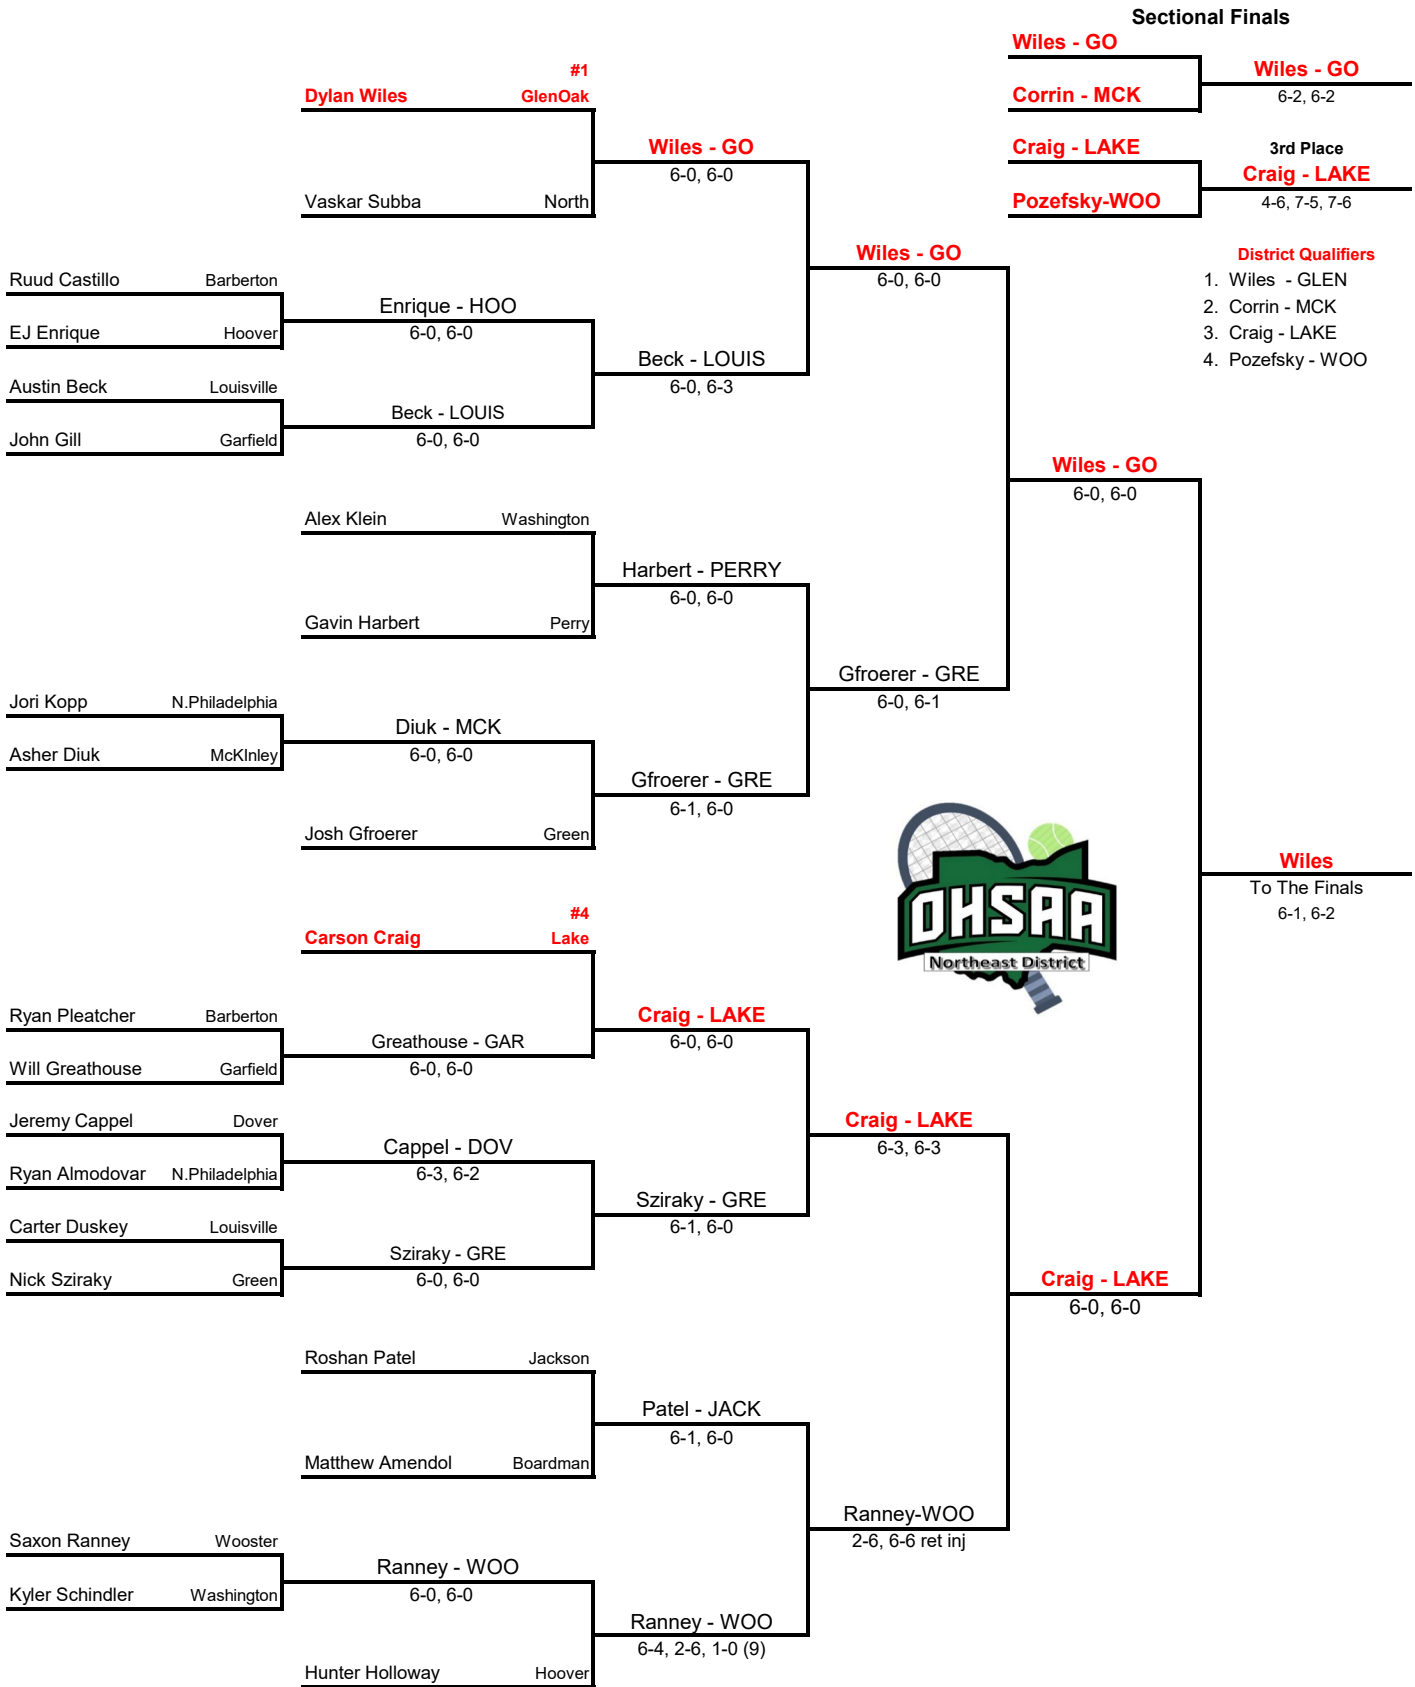 Sectional Finals
Wiles - GO
Wiles - GO
Corrin - MCK
6-2, 6-2
Craig - LAKE
3rd Place
Craig - LAKE
Pozefsky-WOO
4-6, 7-5, 7-6
District Qualifiers
1. Wiles - GLEN
2. Corrin - MCK
3. Craig - LAKE
4. Pozefsky - WOO
#1
Dylan Wiles GlenOak
Wiles - GO
6-0, 6-0
Vaskar Subba North
Wiles - GO
6-0, 6-0
Ruud Castillo Barberton
Enrique - HOO
6-0, 6-0
EJ Enrique Hoover
Beck - LOUIS
6-0, 6-3
Austin Beck Louisville
Beck - LOUIS
6-0, 6-0
John Gill Garfield
Wiles - GO
6-0, 6-0
Alex Klein Washington
Harbert - PERRY
6-0, 6-0
Gavin Harbert Perry
Gfroerer - GRE
6-0, 6-1
Jori Kopp N.Philadelphia
Diuk - MCK
6-0, 6-0
Asher Diuk McKInley
Gfroerer - GRE
6-1, 6-0
Josh Gfroerer Green
OHSAA
Northeast District
Wiles
To The Finals
6-1, 6-2
#4
Carson Craig Lake
Craig - LAKE
6-0, 6-0
Ryan Pleatcher Barberton
Greathouse - GAR
6-0, 6-0
Will Greathouse Garfield
Craig - LAKE
6-3, 6-3
Jeremy Cappel Dover
Cappel - DOV
6-3, 6-2
Ryan Almodovar N.Philadelphia
Sziraky - GRE
6-1, 6-0
Carter Duskey Louisville
Sziraky - GRE
6-0, 6-0
Nick Sziraky Green
Craig - LAKE
6-0, 6-0
Roshan Patel Jackson
Patel - JACK
6-1, 6-0
Matthew Amendol Boardman
Ranney-WOO
2-6, 6-6 ret inj
Saxon Ranney Wooster
Ranney - WOO
6-0, 6-0
Kyler Schindler Washington
Ranney - WOO
6-4, 2-6, 1-0 (9)
Hunter Holloway Hoover